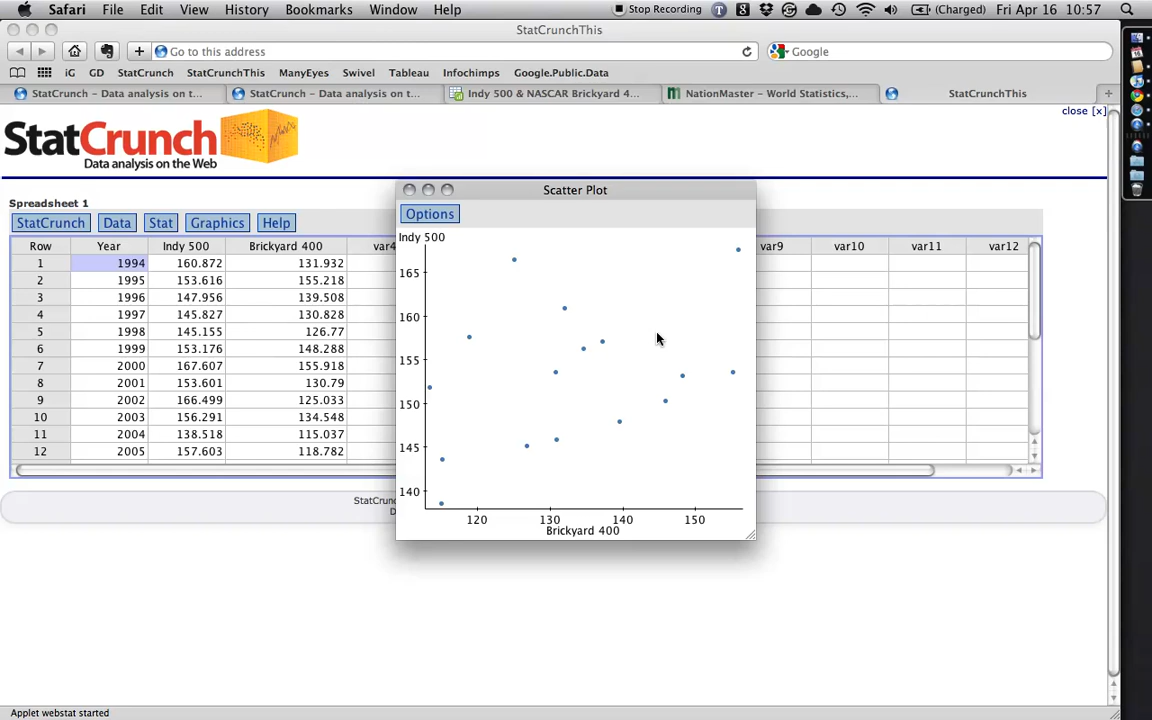 Safari File Edit View History Bookmarks Window Help Stop Recording (Charged) Fri Apr 16 10:57
StatCrunchThis
Go to this address Google
iG GD StatCrunch StatCrunchThis ManyEyes Swivel Tableau Infochimps Google.Public.Data
StatCrunch – Data analysis on t... StatCrunch – Data analysis on t... Indy 500 & NASCAR Brickyard 4... NationMaster – World Statistics,... StatCrunchThis
close [x]
StatCrunch
Data analysis on the Web
Spreadsheet 1
StatCrunch Data Stat Graphics Help
Row Year Indy 500 Brickyard 400 var4 var9 var10 var11 var12
1 1994 160.872 131.932
2 1995 153.616 155.218
3 1996 147.956 139.508
4 1997 145.827 130.828
5 1998 145.155 126.77
6 1999 153.176 148.288
7 2000 167.607 155.918
8 2001 153.601 130.79
9 2002 166.499 125.033
10 2003 156.291 134.548
11 2004 138.518 115.037
12 2005 157.603 118.782
StatCrun
Scatter Plot
Options
Indy 500
165
160
155
150
145
140
120 130 140 150
Brickyard 400
Applet webstat started